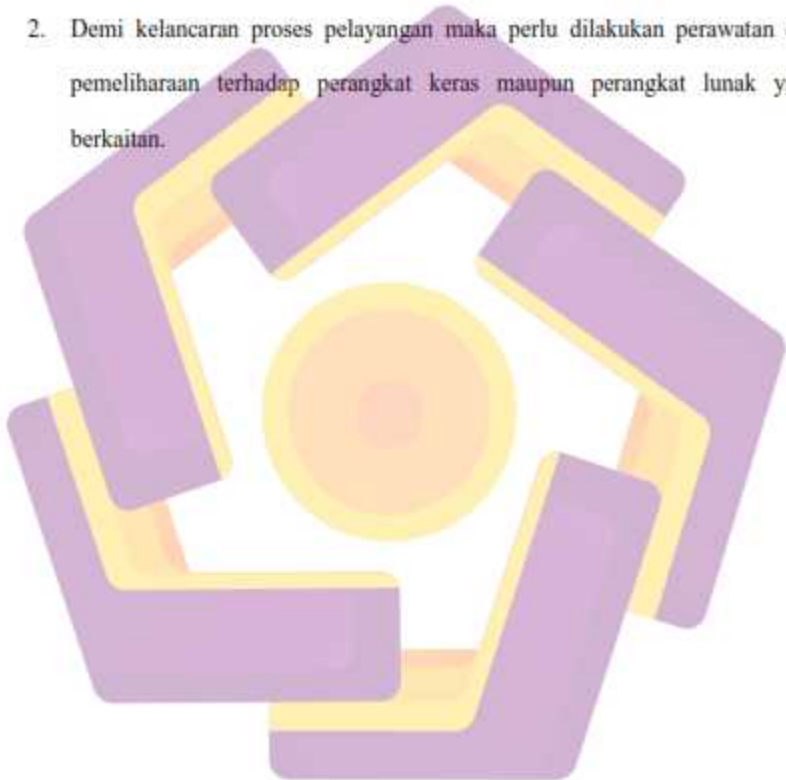 2. Demi kelancaran proses pelayangan maka perlu dilakukan perawatan
pemeliharaan terhadap perangkat keras maupun perangkat lunak
berkaitan.